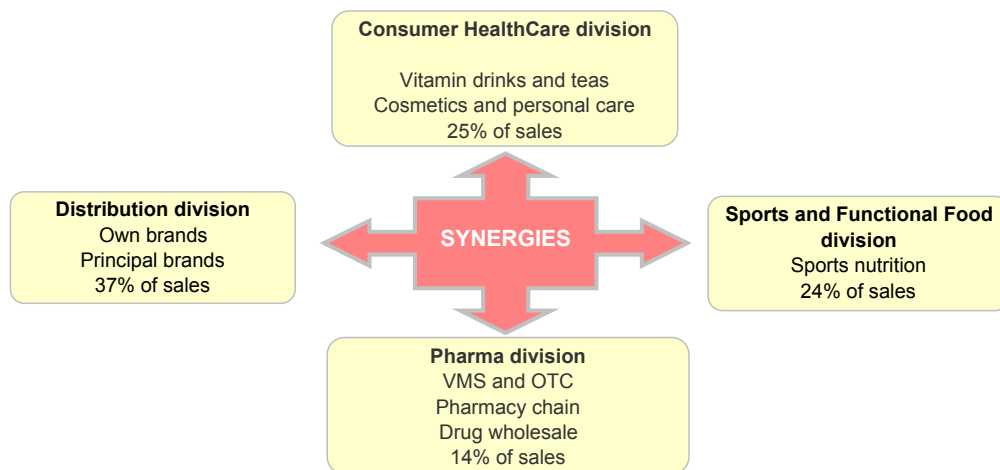 Consumer HealthCare division
Vitamin drinks and teas
Cosmetics and personal care
25% of sales
Distribution division
Own brands
Principal brands
37% of sales
SYNERGIES
Sports and Functional Food
division
Sports nutrition
24% of sales
Pharma division
VMS and OTC
Pharmacy chain
Drug wholesale
14% of sales